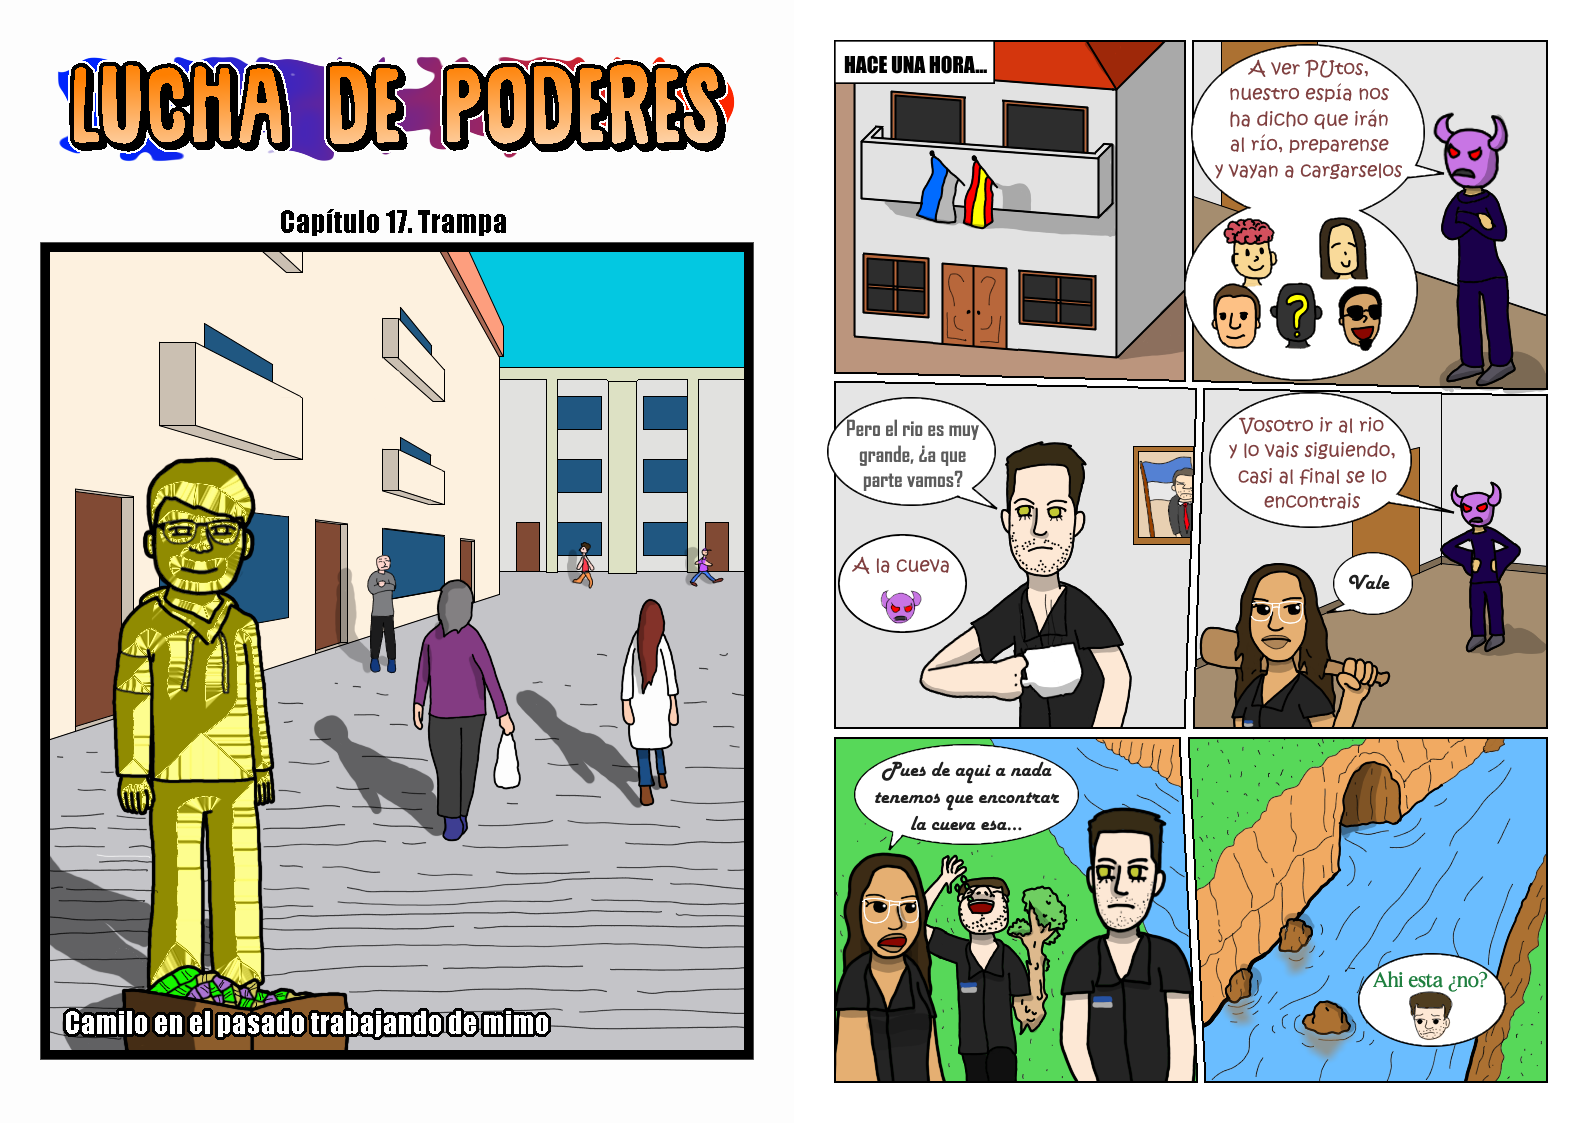 LUCHA DE PODERES
Capítulo 17. Trampa
Camilo en el pasado trabajando de mimo
HACE UNA HORA...
A ver PUtos,
nuestro espía nos
ha dicho que irán
al río, preparense
y vayan a cargarselos
?
Pero el rio es muy
grande, ¿a que
parte vamos?
A la cueva
Vosotro ir al rio
y lo vais siguiendo,
casi al final se lo
encontrais
Vale
Pues de aqui a nada
tenemos que encontrar
la cueva esa...
Ahi esta ¿no?